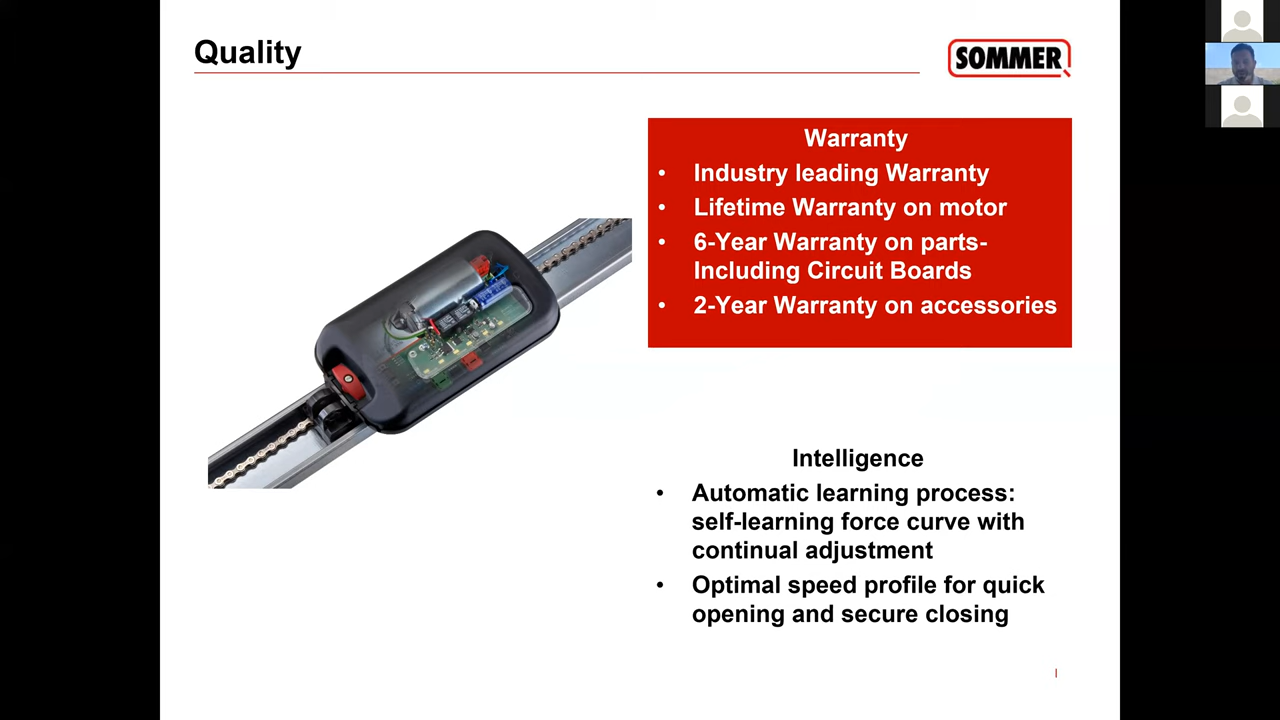 Quality
SOMMER
Warranty
• Industry leading Warranty
• Lifetime Warranty on motor
• 6-Year Warranty on parts-
Including Circuit Boards
• 2-Year Warranty on accessories
Intelligence
• Automatic learning process:
self-learning force curve with
continual adjustment
• Optimal speed profile for quick
opening and secure closing
I